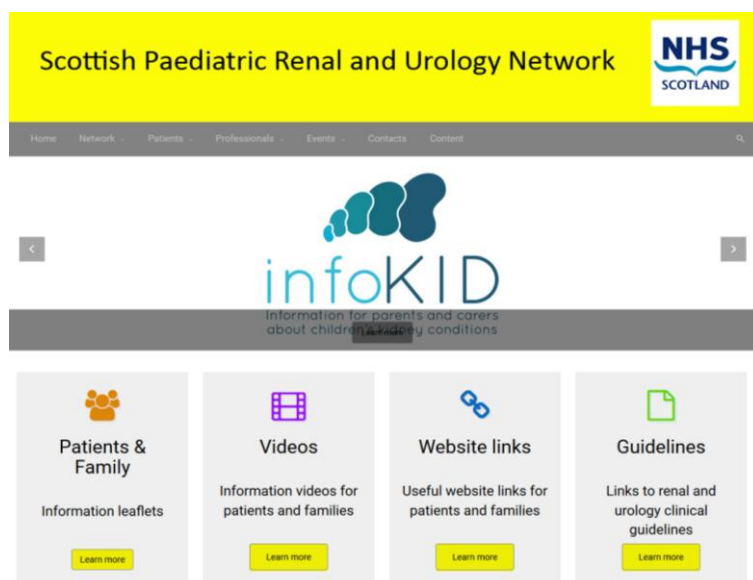 Scottish Paediatric Renal and Urology Network
NHS
SCOTLAND
Home Network Patients Professionals Events Contacts Content
infoKID
Information for parents and carers
about children's kidney conditions
Learn more
Patients &
Family
Information leaflets
Learn more
Videos
Information videos for
patients and families
Learn more
Website links
Useful website links for
patients and families
Learn more
Guidelines
Links to renal and
urology clinical
guidelines
Learn more